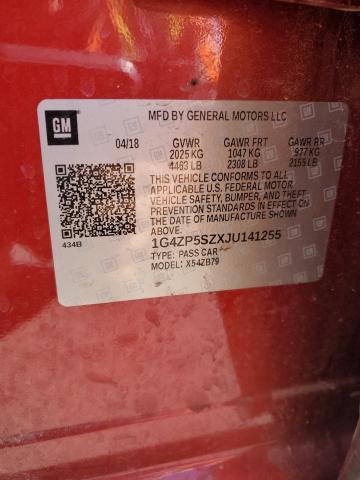 MFD BY GENERAL MOTORS LLC
GM
04/18 GVWR GAWR FRT GAWR RR
2025 KG 1047 KG 977 KG
4463 LB 2308 LB 2155 LB
THIS VEHICLE CONFORMS TO ALL
APPLICABLE U.S. FEDERAL MOTOR
VEHICLE SAFETY, BUMPER, AND THEFT
PREVENTION STANDARDS IN EFFECT ON
THE DATE OF MANUFACTURE SHOWN
ABOVE.
434B
1G4ZP5SZXJU141255
TYPE: PASS CAR
MODEL: X54ZB79